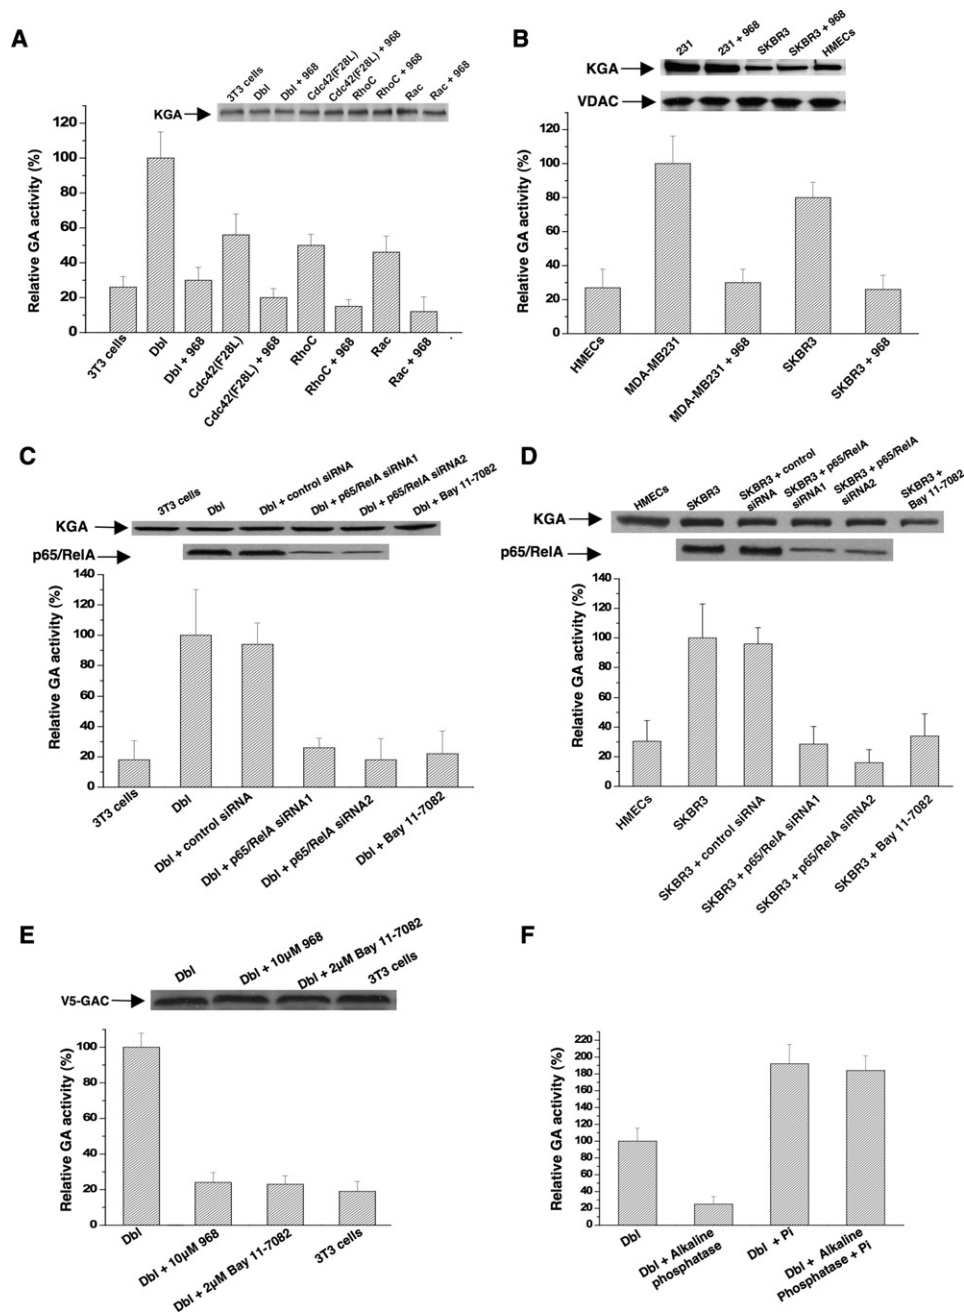 A
3T3 cells
Dbl
Dbl + 968
Cdc42(F28L)
Cdc42(F28L) + 968
RhoC
RhoC + 968
Rac
Rac + 968
KGA
Relative GA activity (%)
120
100
80
60
40
20
0
3T3 cells
Dbl
Dbl + 968
Cdc42(F28L)
Cdc42(F28L) + 968
RhoC
RhoC + 968
Rac
Rac + 968
B
231
231 + 968
SKBR3
SKBR3 + 968
HMECs
KGA
VDAC
Relative GA activity (%)
120
100
80
60
40
20
0
HMECs
MDA-MB231
MDA-MB231 + 968
SKBR3
SKBR3 + 968
C
3T3 cells
Dbl
Dbl + control siRNA
Dbl + p65/RelA siRNA1
Dbl + p65/RelA siRNA2
Dbl + Bay 11-7082
KGA
p65/RelA
Relative GA activity (%)
140
120
100
80
60
40
20
0
3T3 cells
Dbl
Dbl + control siRNA
Dbl + p65/RelA siRNA1
Dbl + p65/RelA siRNA2
Dbl + Bay 11-7082
D
HMECs
SKBR3
SKBR3 + control
siRNA
SKBR3 + p65/RelA
siRNA1
SKBR3 + p65/RelA
siRNA2
SKBR3 +
Bay 11-7082
KGA
p65/RelA
Relative GA activity (%)
140
120
100
80
60
40
20
0
HMECs
SKBR3
SKBR3 + control siRNA
SKBR3 + p65/RelA siRNA1
SKBR3 + p65/RelA siRNA2
SKBR3 + Bay 11-7082
E
Dbl
Dbl + 10µM 968
Dbl + 2µM Bay 11-7082
3T3 cells
V5-GAC
Relative GA activity (%)
100
80
60
40
20
0
Dbl
Dbl + 10µM 968
Dbl + 2µM Bay 11-7082
3T3 cells
F
Relative GA activity (%)
220
200
180
160
140
120
100
80
60
40
20
0
Dbl
Dbl + Alkaline
phosphatase
Dbl + Pi
Dbl + Alkaline
Phosphatase + Pi